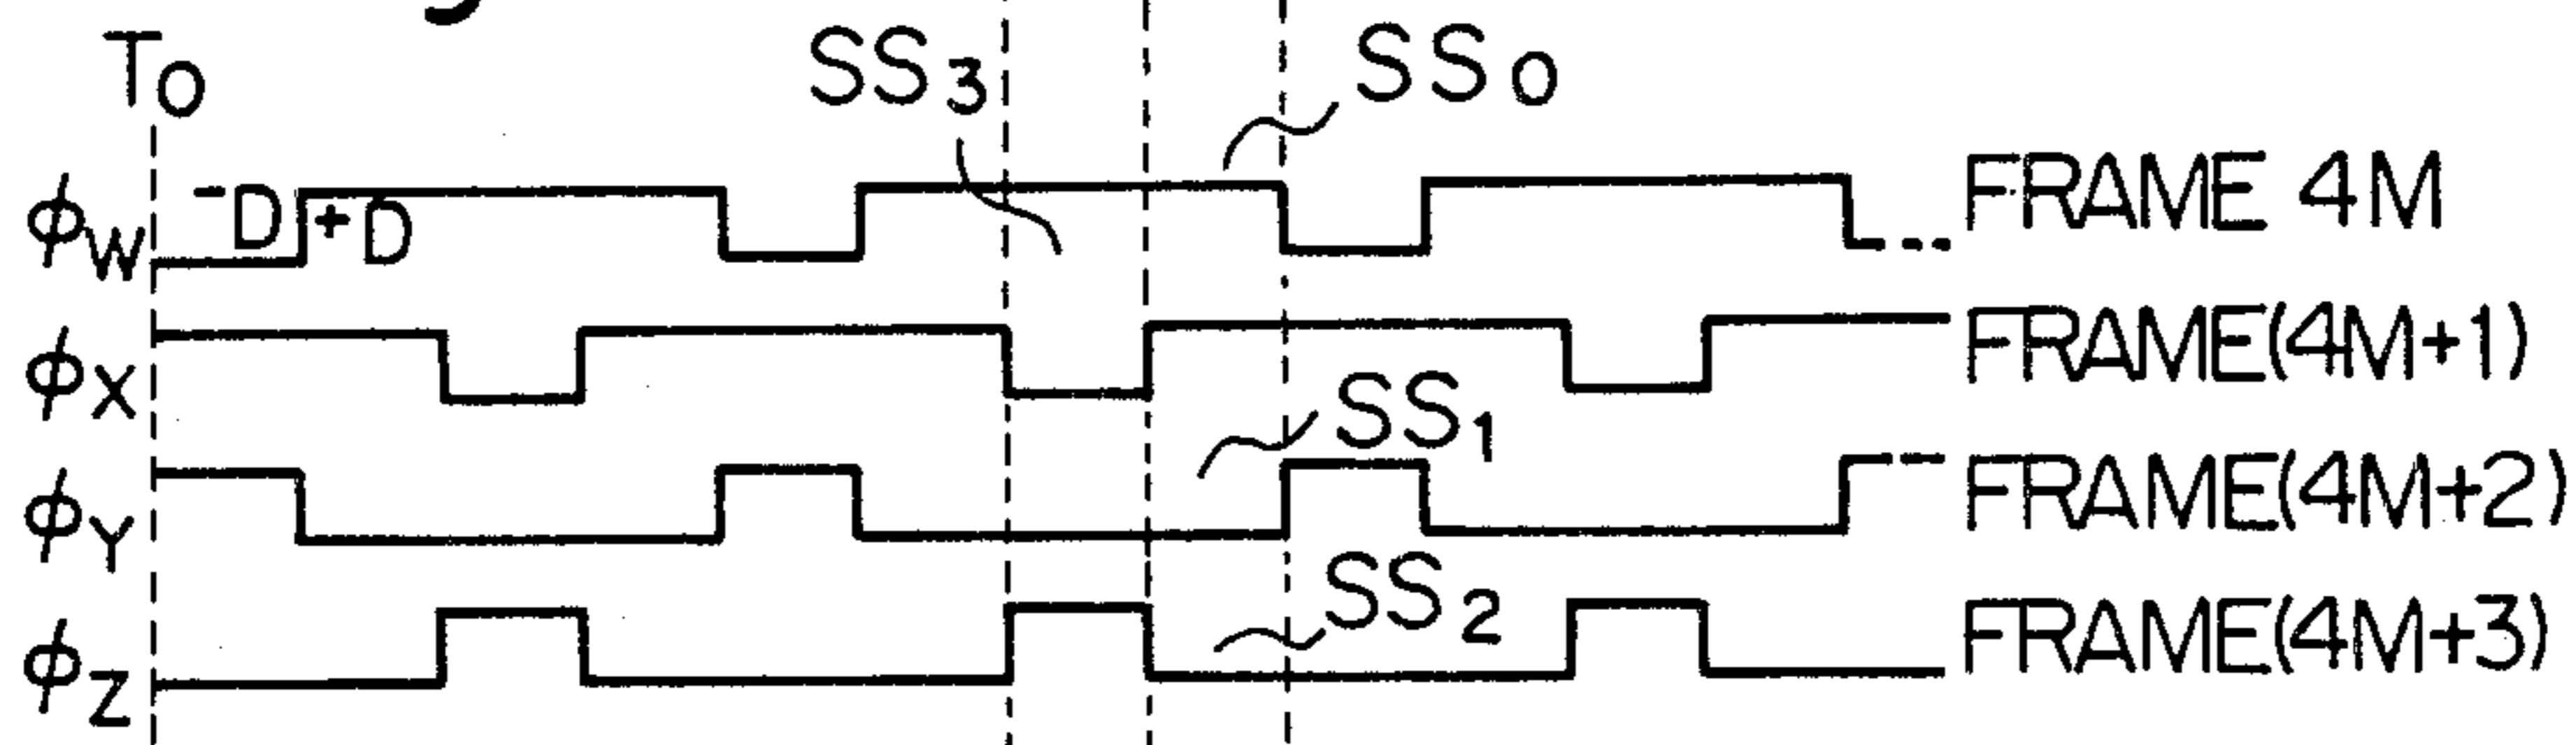 T0
SS3
SS0
ϕW -D +D FRAME 4M
ϕX FRAME(4M+1)
SS1
ϕY FRAME(4M+2)
SS2
ϕZ FRAME(4M+3)